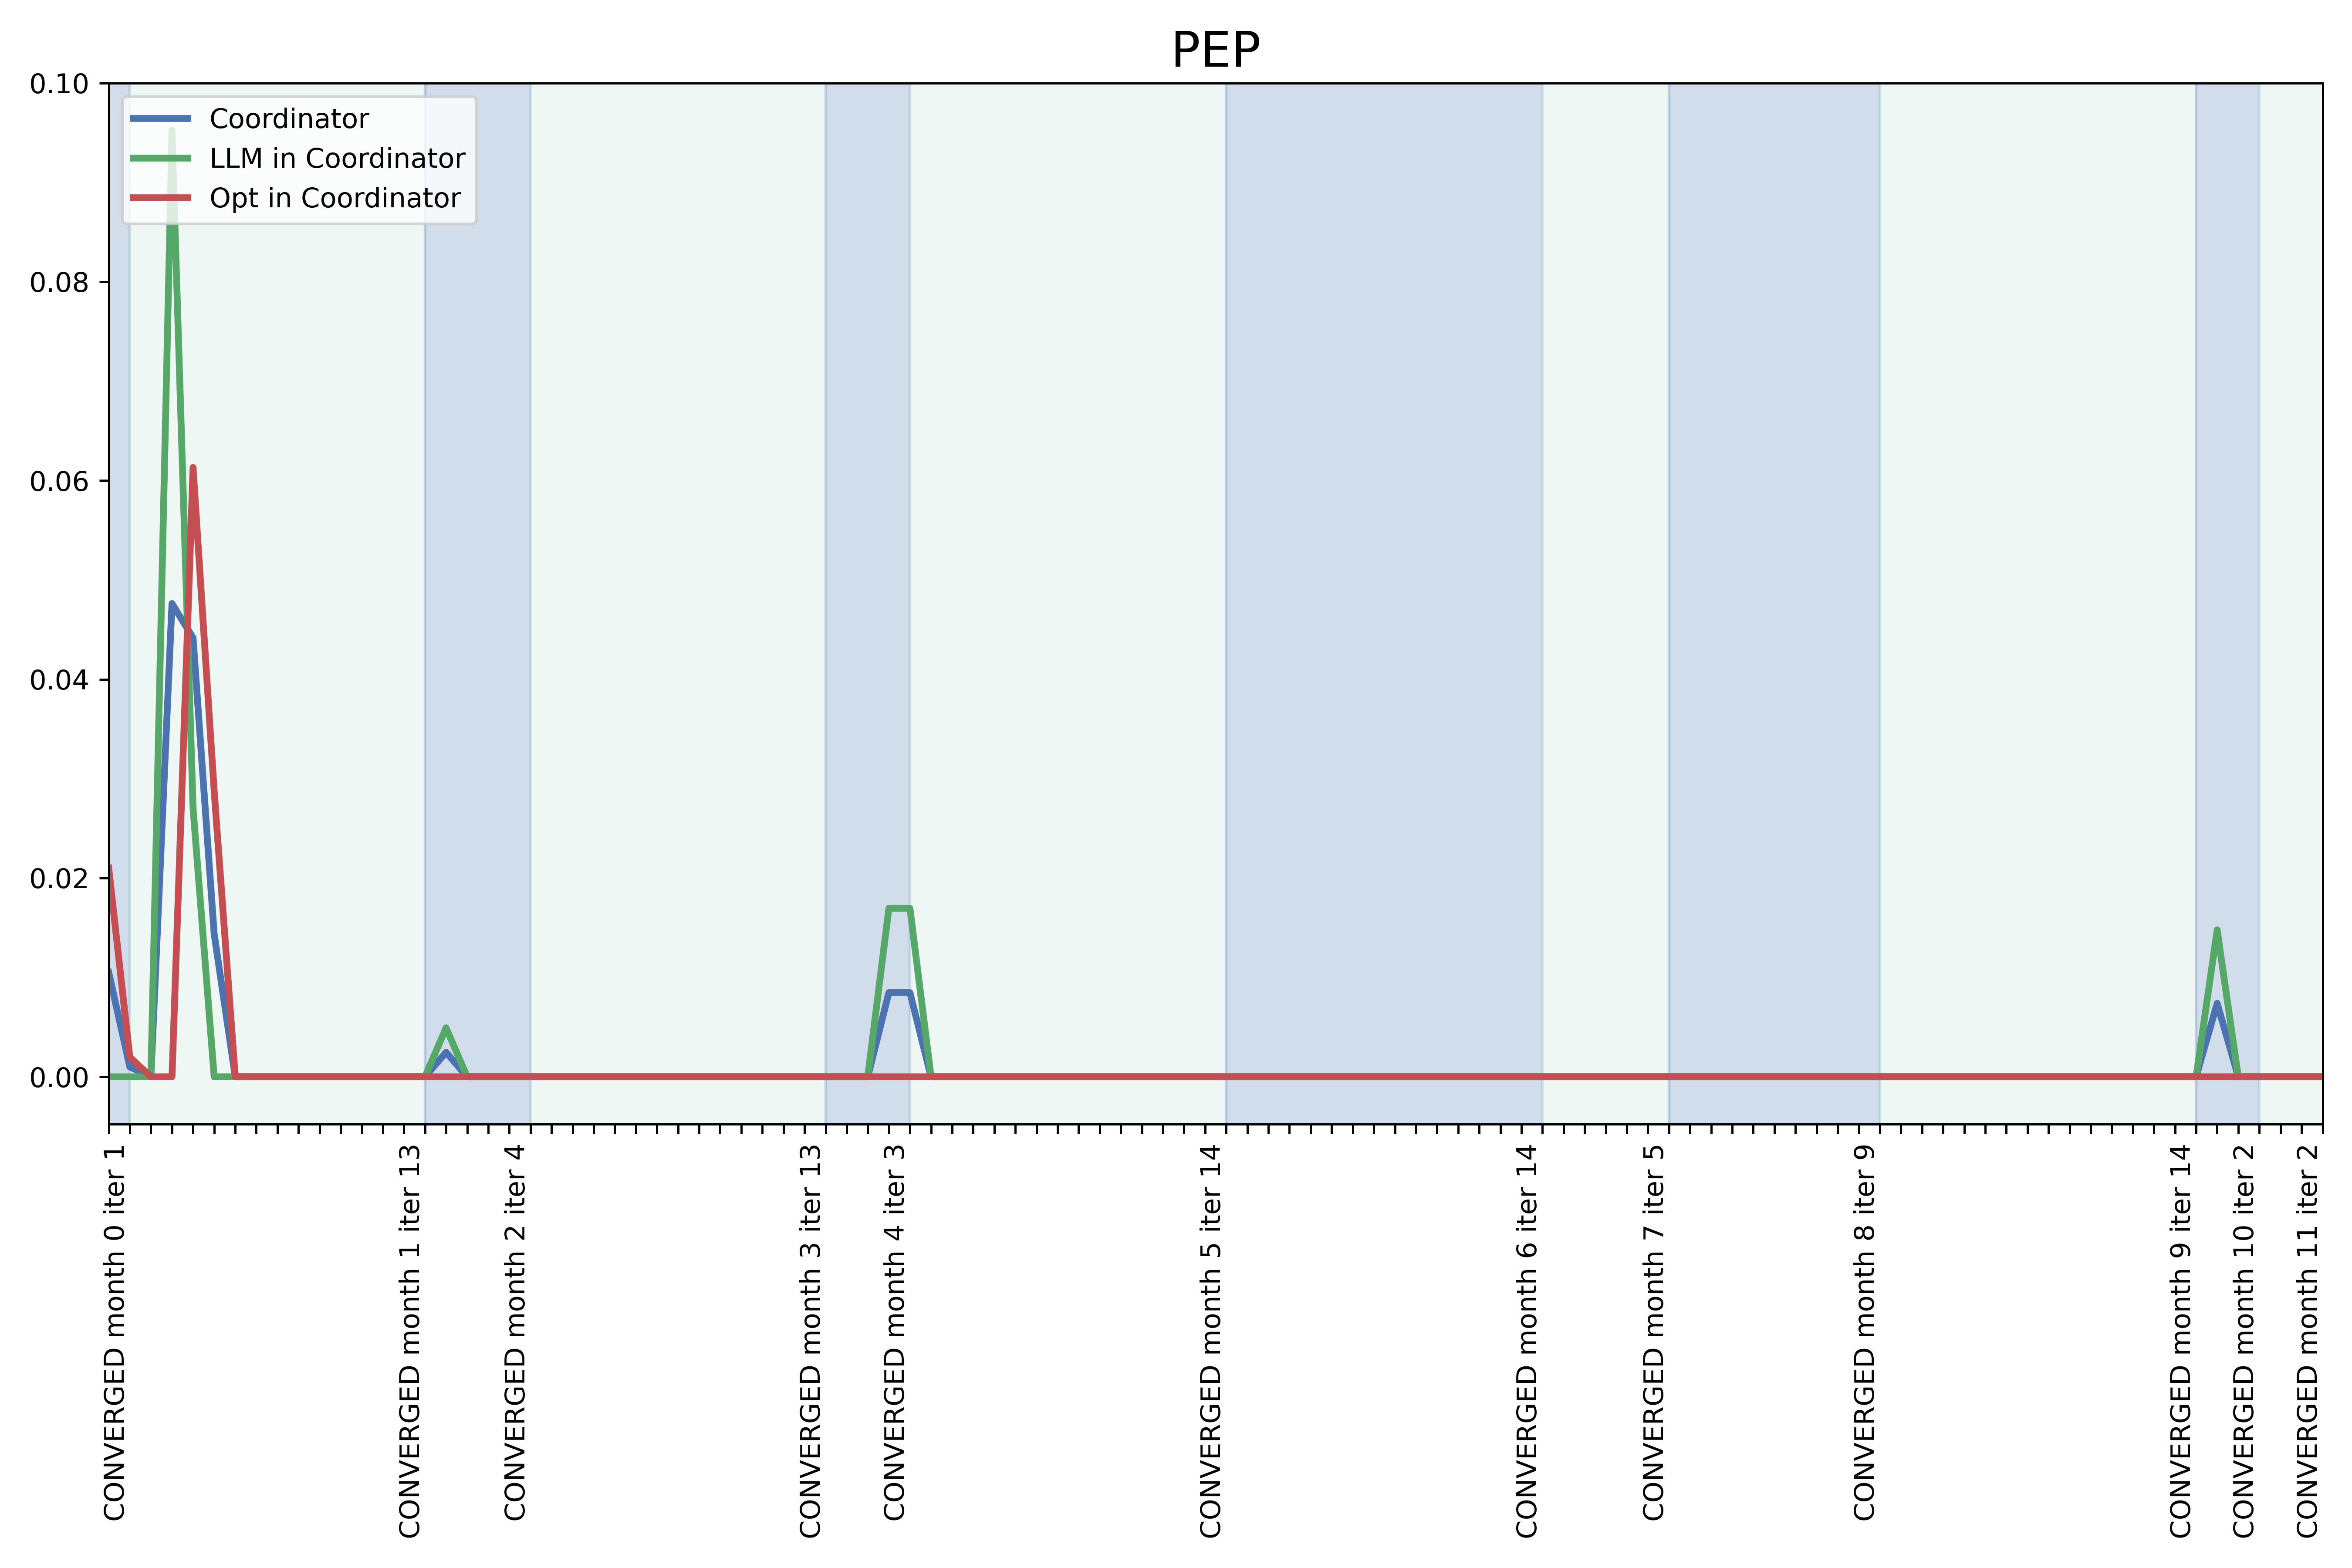 PEP
0.10
0.08
0.06
0.04
0.02
0.00
Coordinator
LLM in Coordinator
Opt in Coordinator
CONVERGED month 0 iter 1
CONVERGED month 1 iter 13
CONVERGED month 2 iter 4
CONVERGED month 3 iter 13
CONVERGED month 4 iter 3
CONVERGED month 5 iter 14
CONVERGED month 6 iter 14
CONVERGED month 7 iter 5
CONVERGED month 8 iter 9
CONVERGED month 9 iter 14
CONVERGED month 10 iter 2
CONVERGED month 11 iter 2